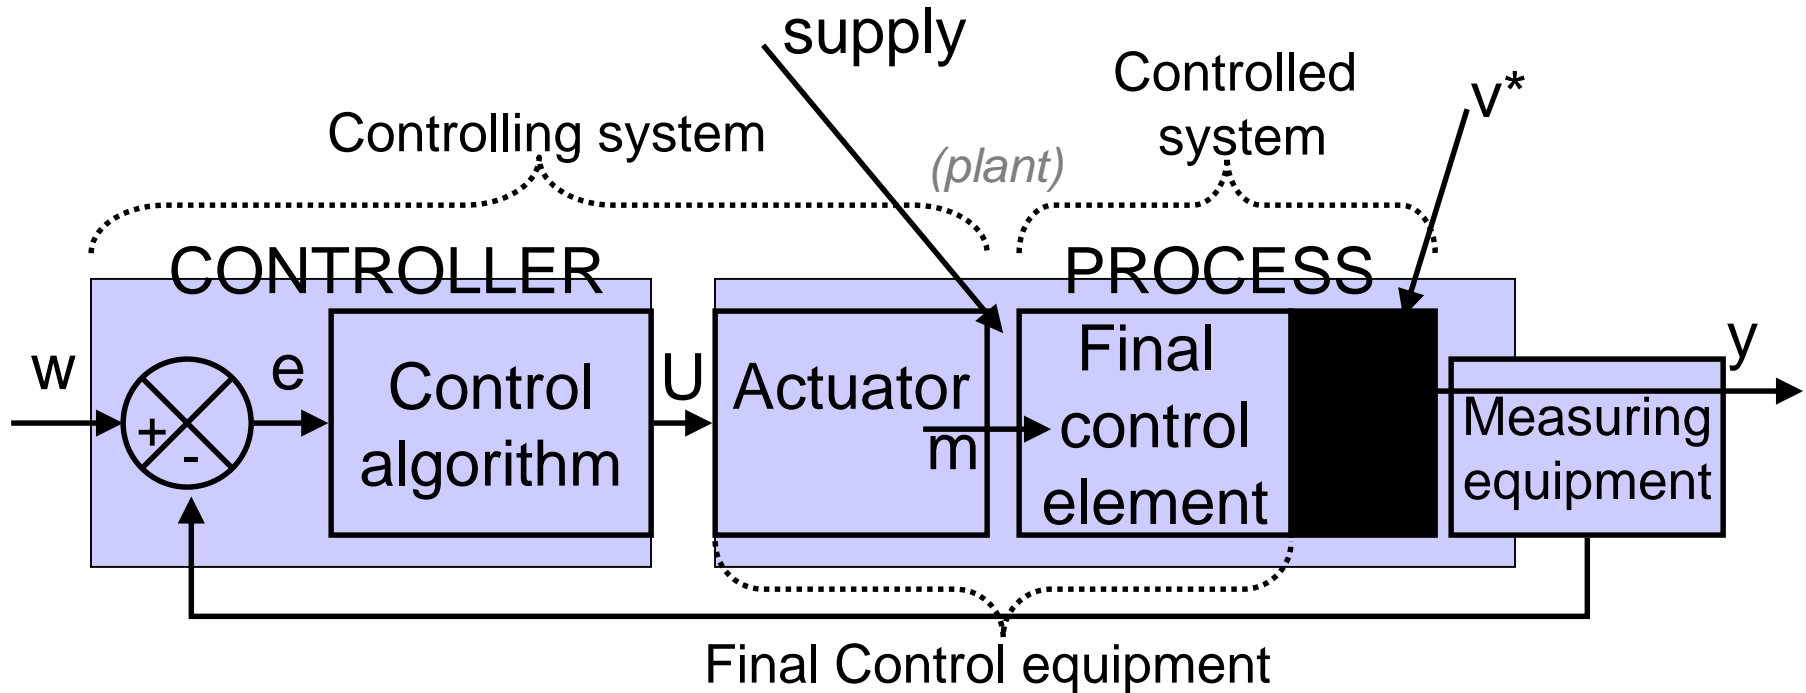 supply
Controlled
system
v*
Controlling system
(plant)
CONTROLLER
PROCESS
w
+
-
e
Control
algorithm
U
Actuator
m
Final
control
element
y
Measuring
equipment
Final Control equipment